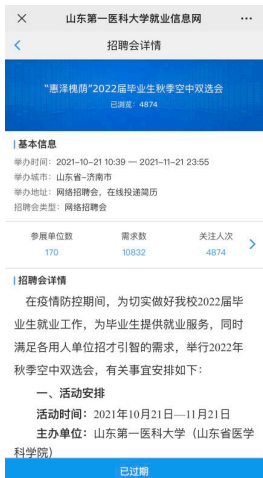 山东第一医科大学就业信息网
招聘会详情
“惠泽槐荫”2022届毕业生秋季空中双选会
已浏览：4874
基本信息
举办时间：2021-10-21 10:39 — 2021-11-21 23:55
举办城市：山东省-济南市
举办地址：网络招聘会，在线投递简历
招聘会类型：网络招聘会
参展单位数 需求数 关注人次
170 10832 4874
招聘会详情
在疫情防控期间，为切实做好我校2022届毕
业生就业工作，为毕业生提供就业服务，同时
满足各用人单位招才引智的需求，举行2022年
秋季空中双选会，有关事宜安排如下：
一、活动安排
活动时间：2021年10月21日—11月21日
主办单位：山东第一医科大学（山东省医学
科学院）
已过期